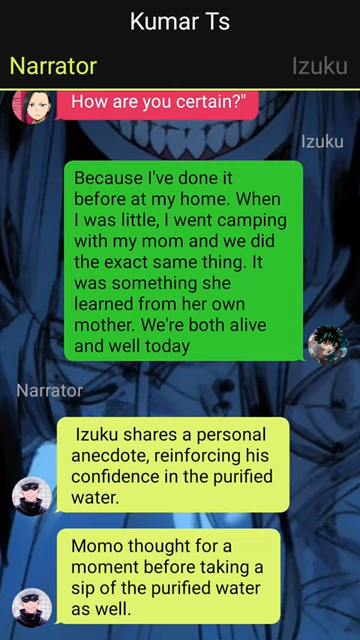 Kumar Ts
Narrator
Izuku
How are you certain?"
Izuku
Because I've done it
before at my home. When
I was little, I went camping
with my mom and we did
the exact same thing. It
was something she
learned from her own
mother. We're both alive
and well today
Narrator
Izuku shares a personal
anecdote, reinforcing his
confidence in the purified
water.
Momo thought for a
moment before taking a
sip of the purified water
as well.